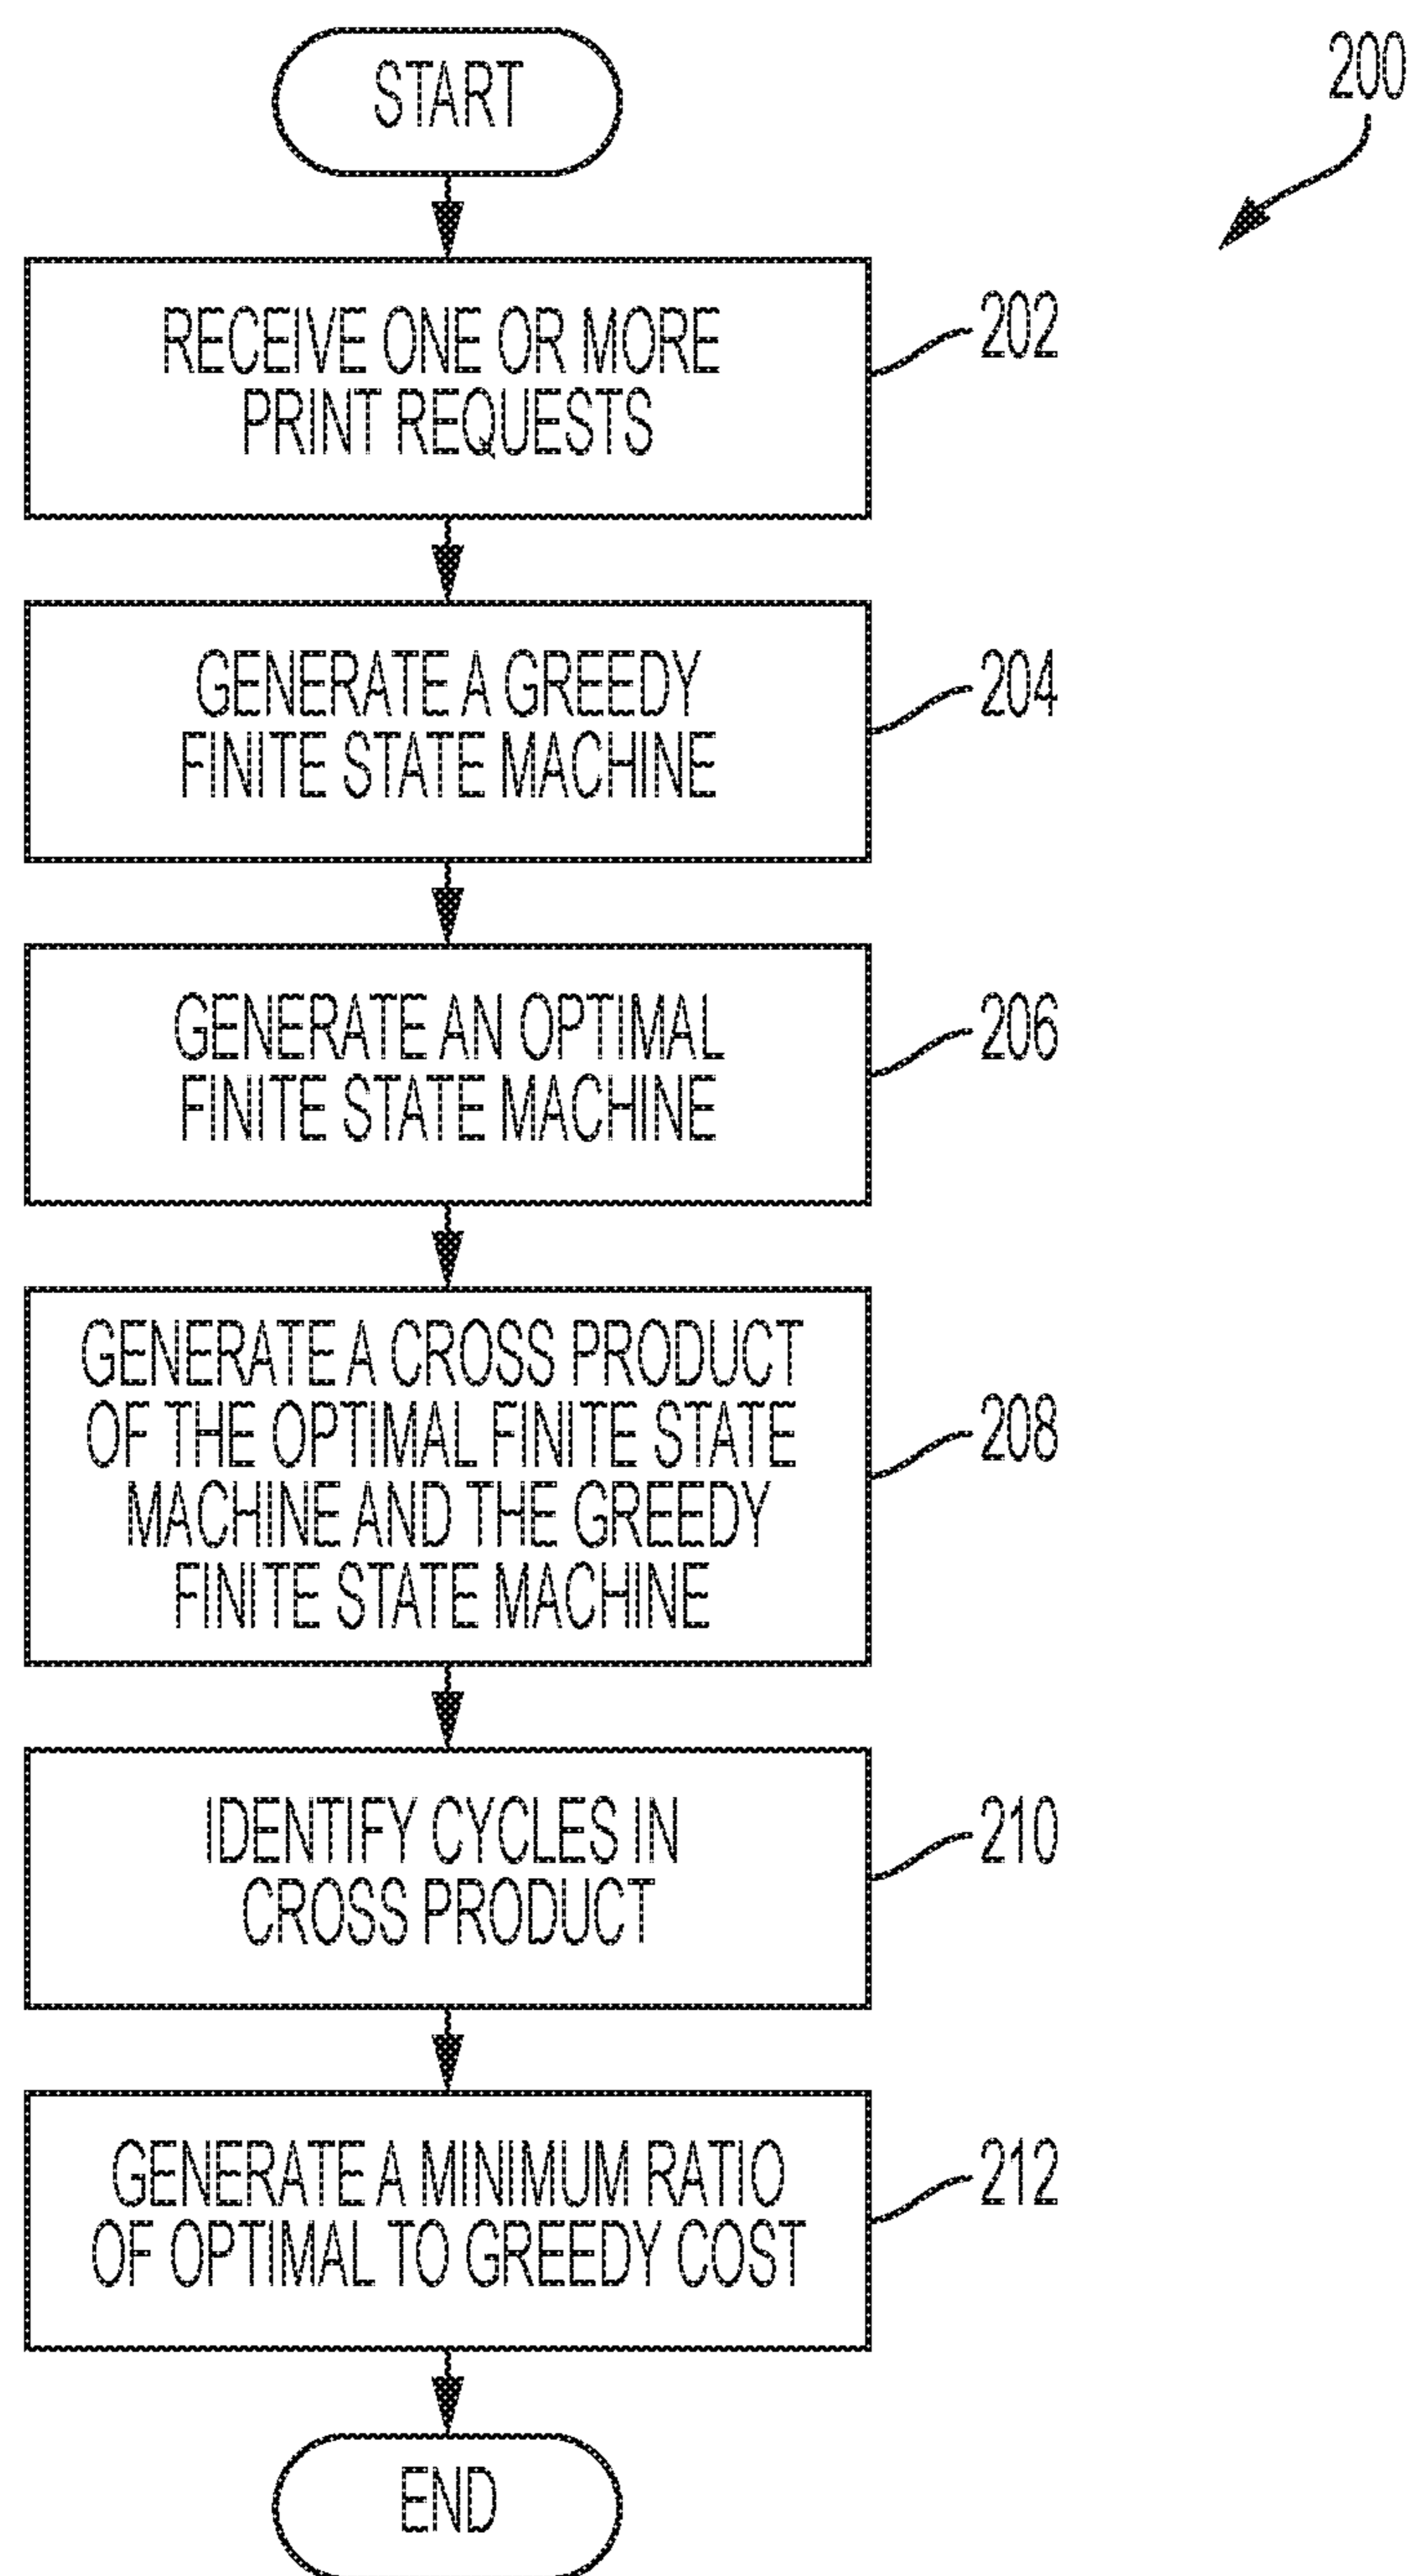 START
200
RECEIVE ONE OR MORE
PRINT REQUESTS
202
GENERATE A GREEDY
FINITE STATE MACHINE
204
GENERATE AN OPTIMAL
FINITE STATE MACHINE
206
GENERATE A CROSS PRODUCT
OF THE OPTIMAL FINITE STATE
MACHINE AND THE GREEDY
FINITE STATE MACHINE
208
IDENTIFY CYCLES IN
CROSS PRODUCT
210
GENERATE A MINIMUM RATIO
OF OPTIMAL TO GREEDY COST
212
END